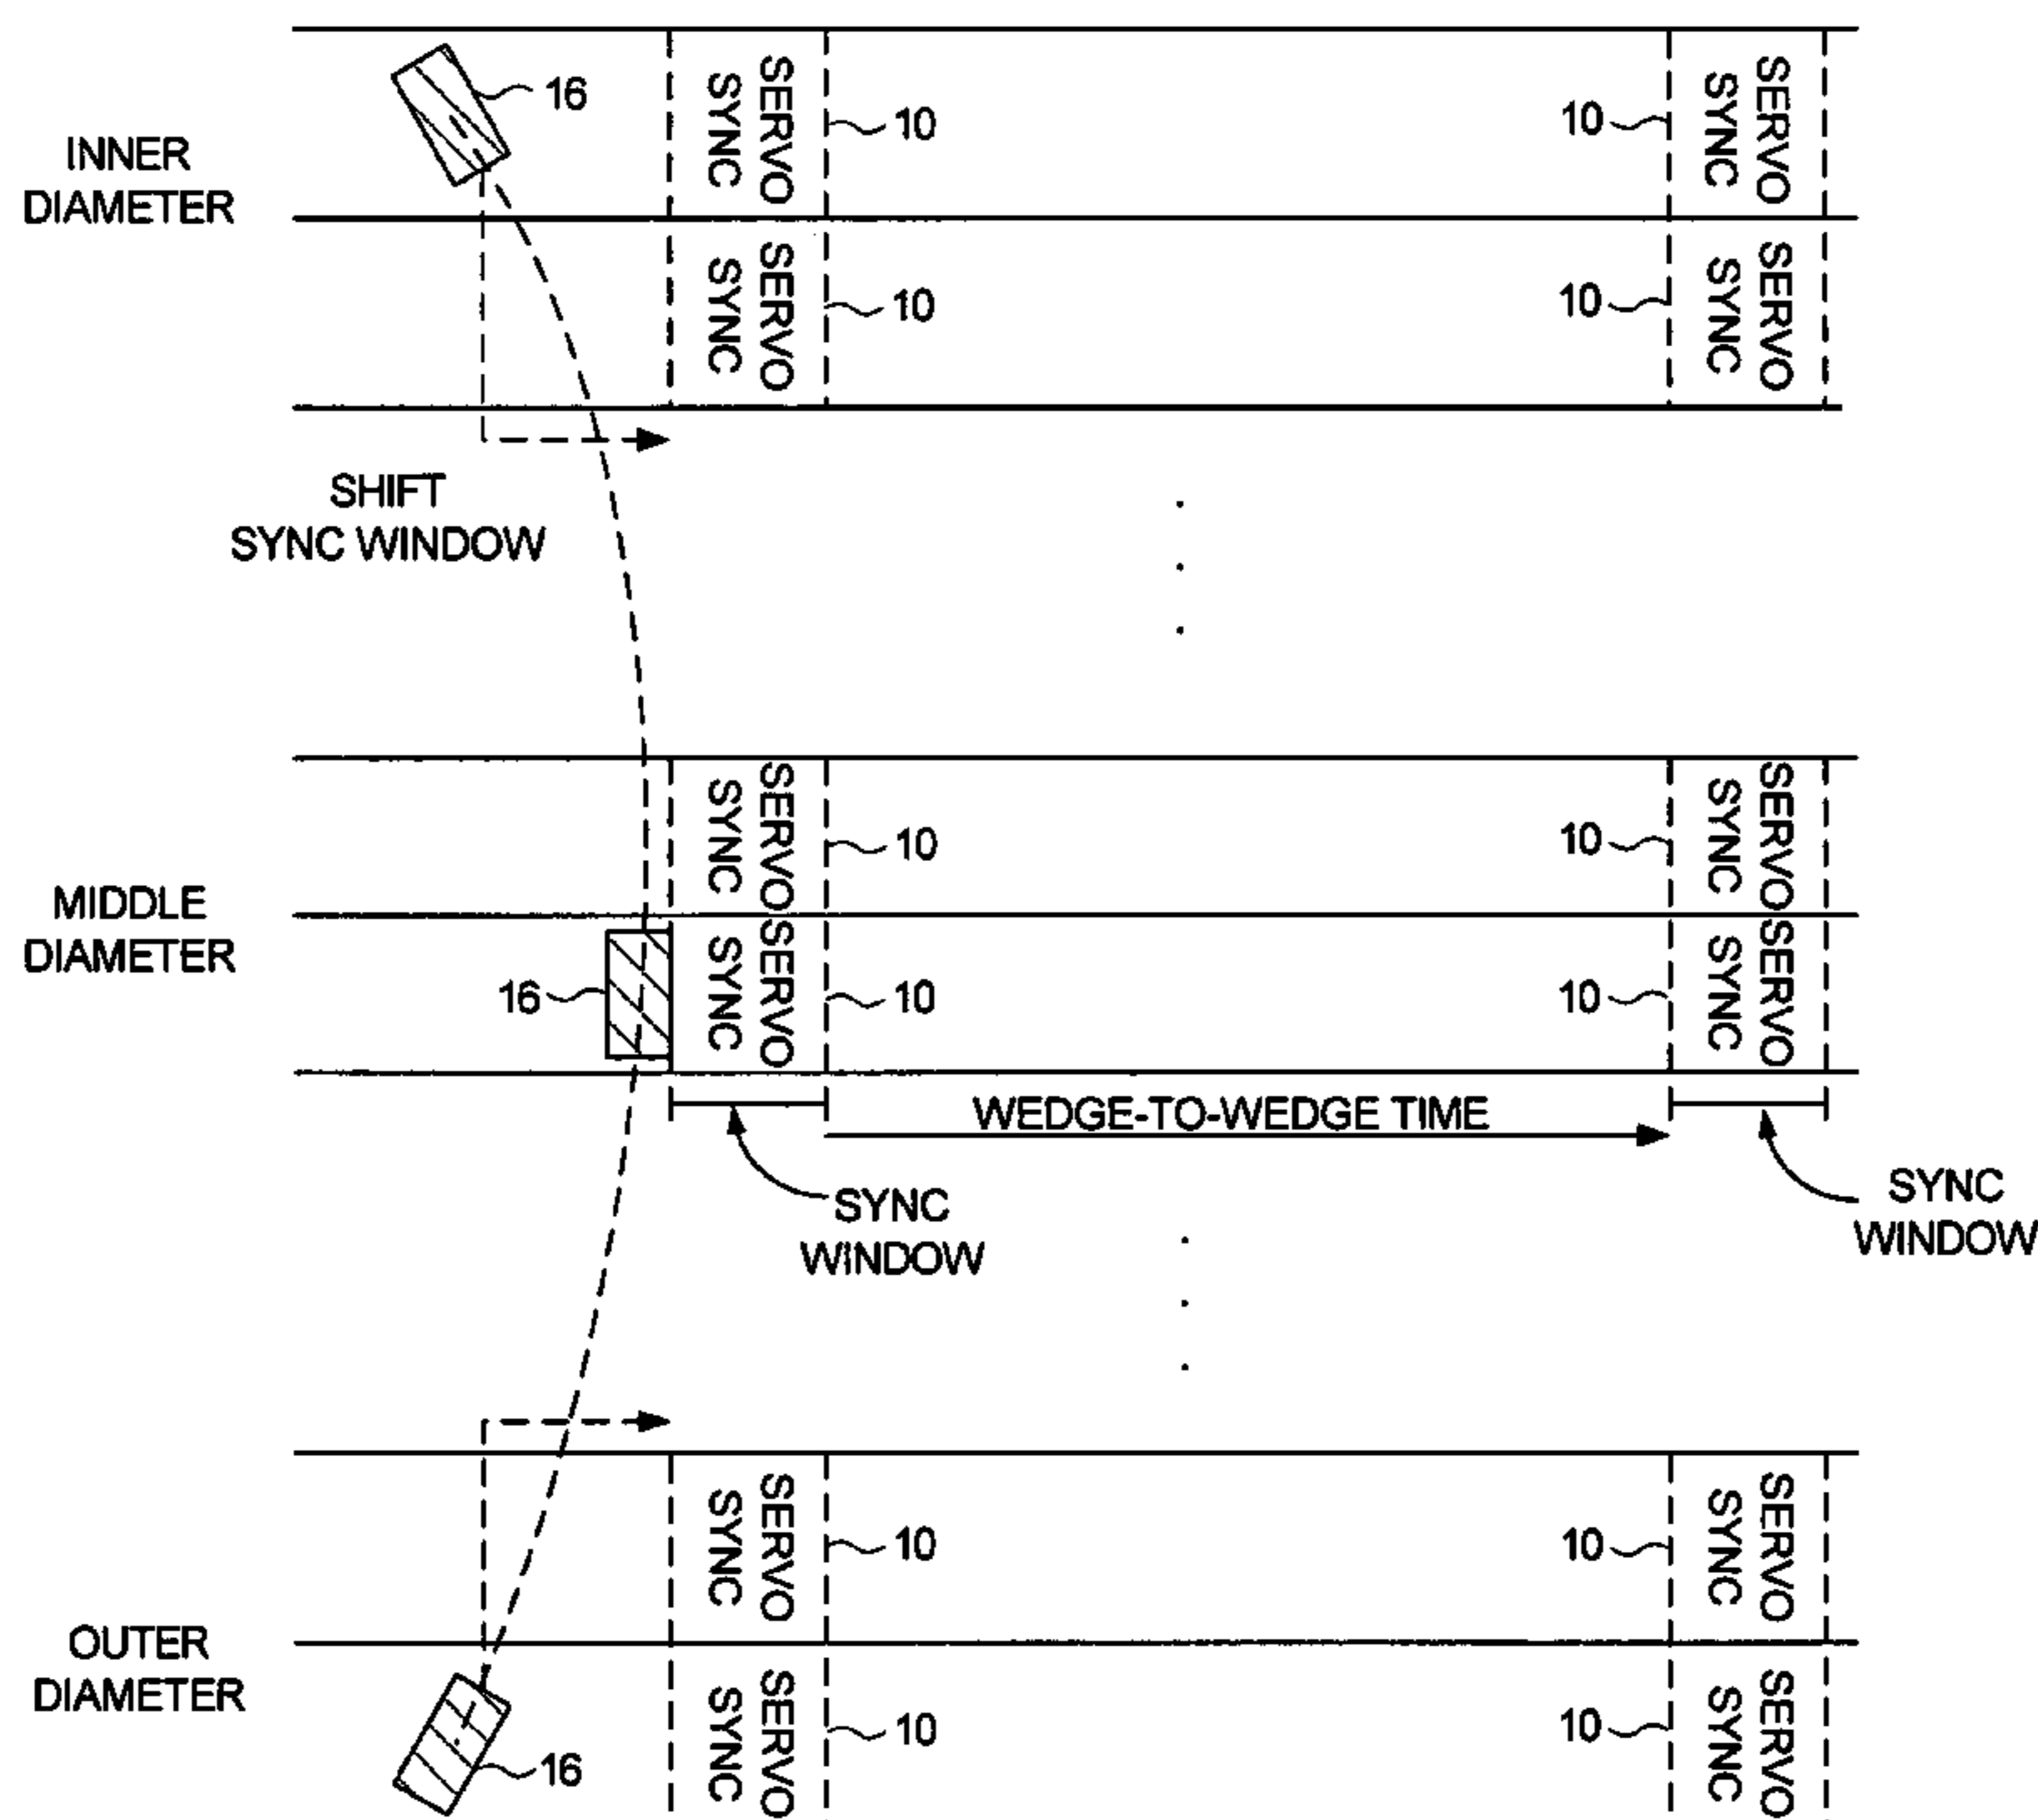 INNER
DIAMETER
16
SERVO
SYNC
10
10
SERVO
SYNC
SERVO
SYNC
10
10
SERVO
SYNC
SHIFT
SYNC WINDOW
MIDDLE
DIAMETER
SERVO
SYNC
10
10
SERVO
SYNC
16
SERVO
SYNC
10
10
SERVO
SYNC
WEDGE-TO-WEDGE TIME
SYNC
WINDOW
SYNC
WINDOW
OUTER
DIAMETER
SERVO
SYNC
10
10
SERVO
SYNC
16
SERVO
SYNC
10
10
SERVO
SYNC